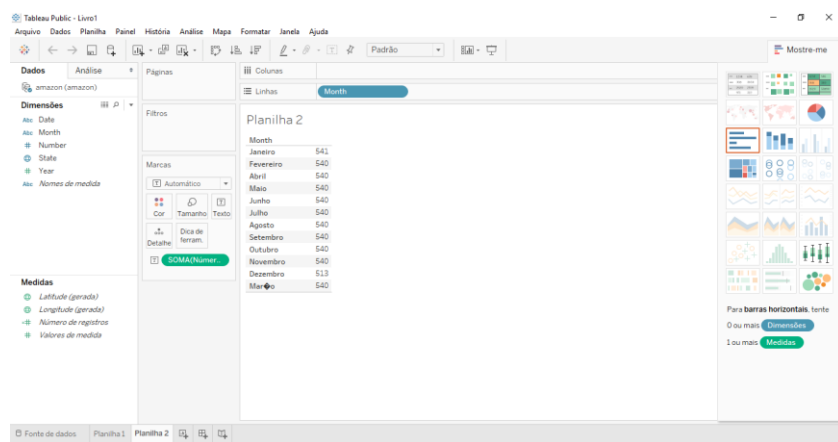 Tableau Public - Livro1
Arquivo Dados Planilha Painel História Análise Mapa Formatar Janela Ajuda
Padrão
Mostre-me
Dados Análise
amazon (amazon)
Dimensões
Abc Date
Abc Month
# Number
State
# Year
Abc Nomes de medida
Medidas
Latitude (gerada)
Longitude (gerada)
=# Número de registros
# Valores de medida
Páginas
Filtros
Marcas
Automático
Cor Tamanho Texto
Detalhe Dica de ferram.
SOMA(Númer..
Colunas
Linhas Month
Planilha 2
Month
Janeiro 541
Fevereiro 540
Abril 540
Maio 540
Junho 540
Julho 540
Agosto 540
Setembro 540
Outubro 540
Novembro 540
Dezembro 513
Mar�o 540
Para barras horizontais, tente
0 ou mais Dimensões
1 ou mais Medidas
Fonte de dados Planilha 1 Planilha 2